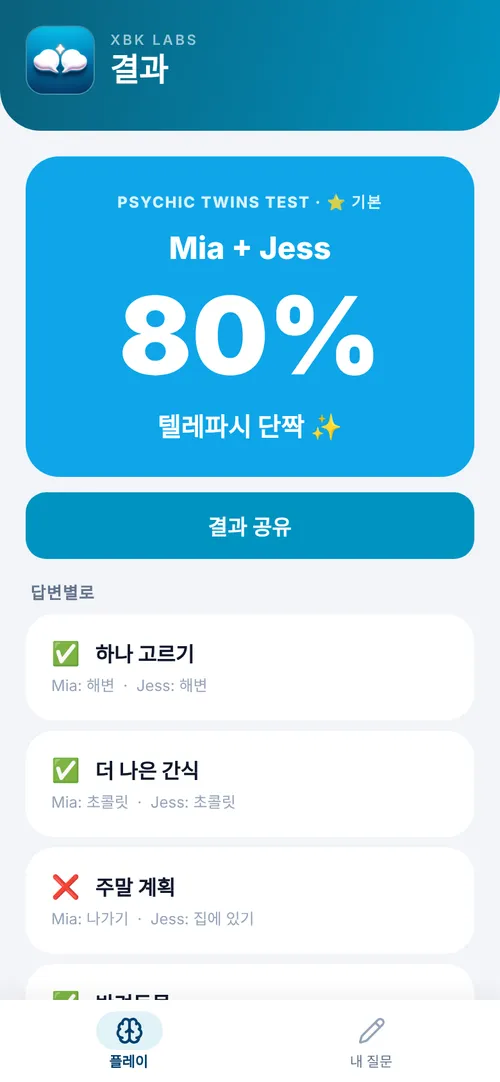 XBK LABS
결과
PSYCHIC TWINS TEST · ⭐ 기본
Mia + Jess
80%
텔레파시 단짝 ✨
결과 공유
답변별로
✅ 하나 고르기
Mia: 해변 · Jess: 해변
✅ 더 나은 간식
Mia: 초콜릿 · Jess: 초콜릿
❌ 주말 계획
Mia: 나가기 · Jess: 집에 있기
플레이
내 질문